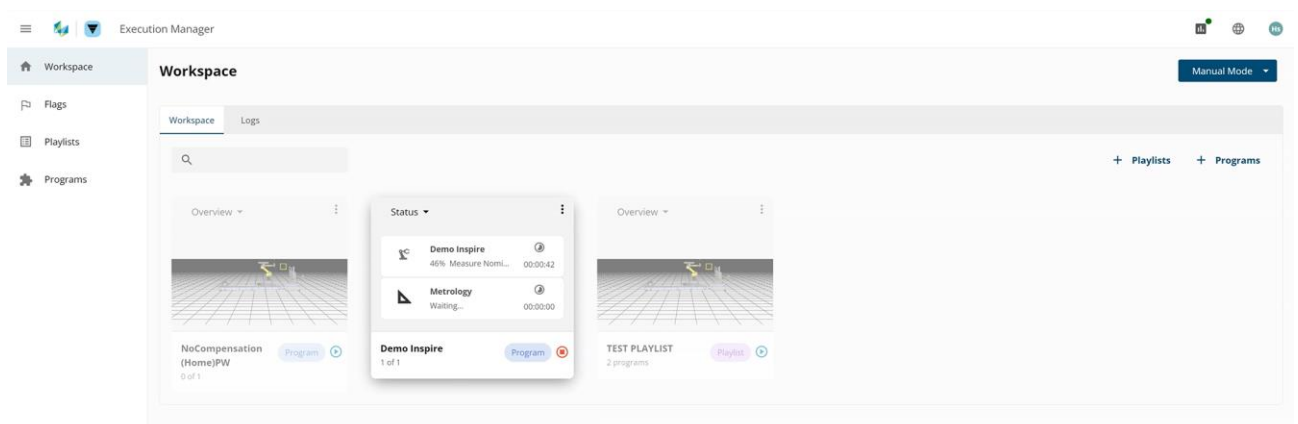 Execution Manager
HS
Workspace
Flags
Playlists
Programs
Workspace
Manual Mode
Workspace Logs
+ Playlists + Programs
Overview
NoCompensation
(Home)PW
Program
0 of 1
Status
Demo Inspire
46% Measure Nomi... 00:00:42
Metrology
Waiting... 00:00:00
Demo Inspire
Program
1 of 1
Overview
TEST PLAYLIST
Playlist
2 programs